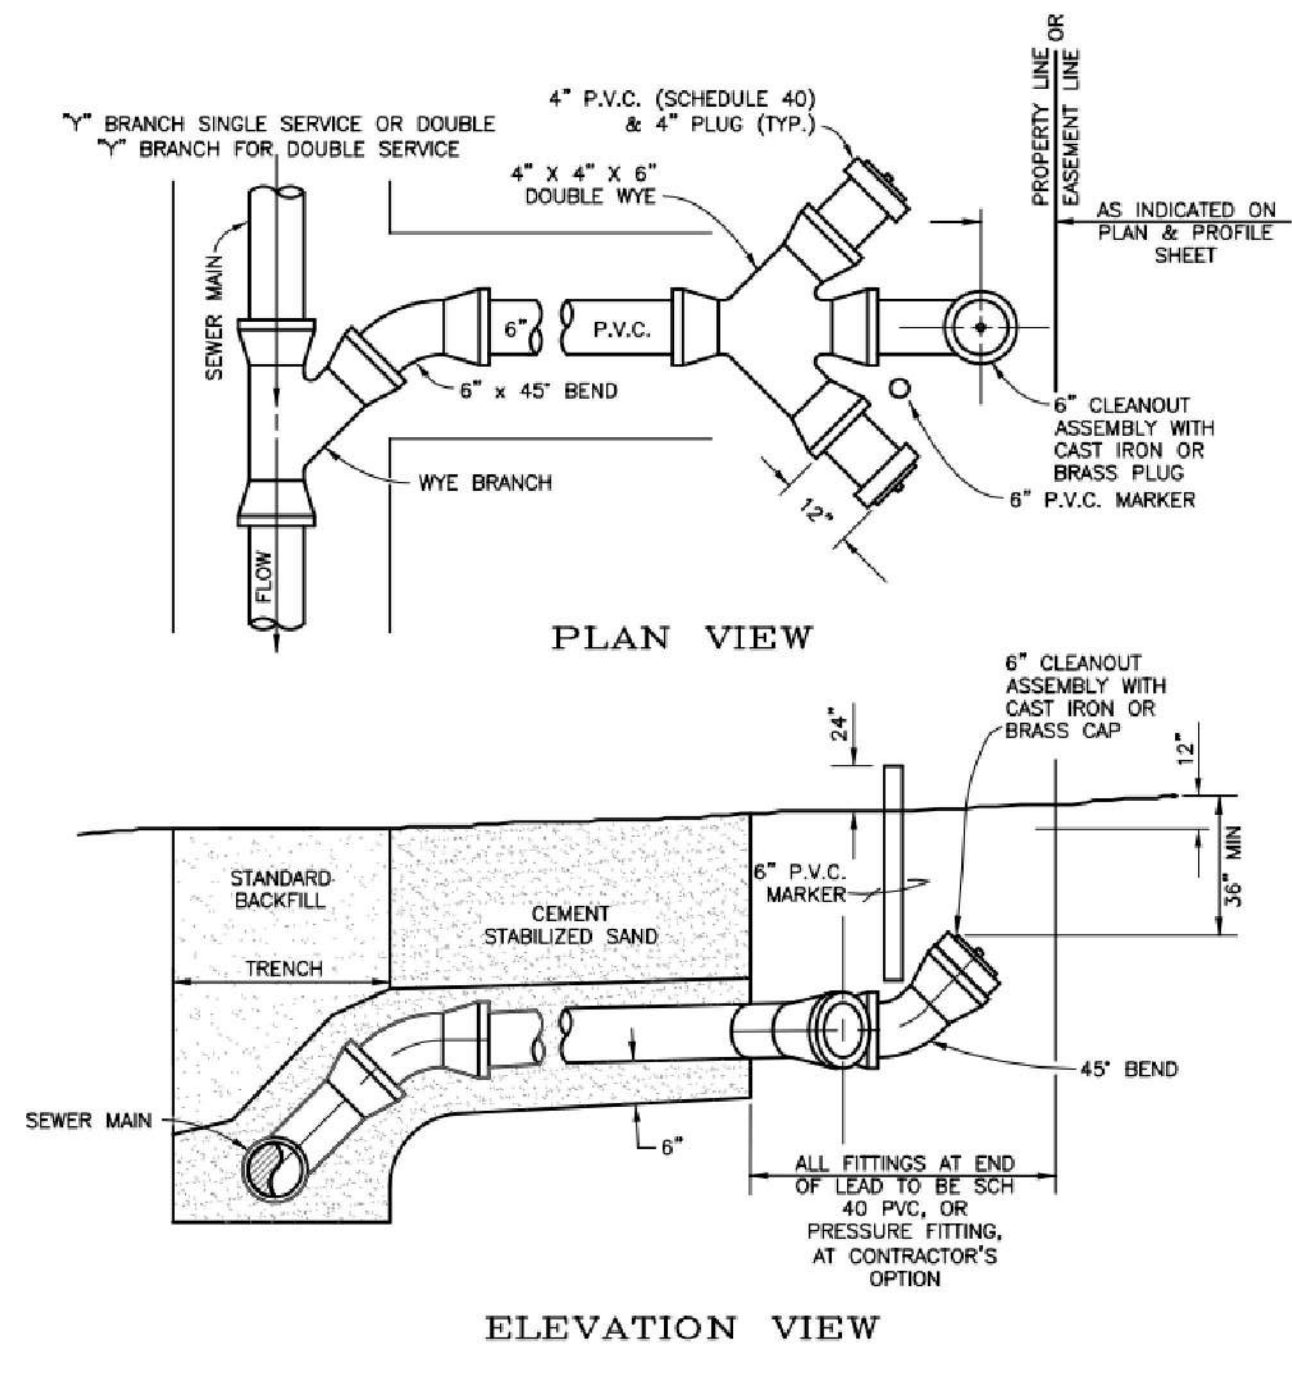 "Y" BRANCH SINGLE SERVICE OR DOUBLE
"Y" BRANCH FOR DOUBLE SERVICE
4" P.V.C. (SCHEDULE 40)
& 4" PLUG (TYP.)
4" X 4" X 6"
DOUBLE WYE
PROPERTY LINE OR
EASEMENT LINE
AS INDICATED ON
PLAN & PROFILE
SHEET
SEWER MAIN
6"
P.V.C.
6" x 45° BEND
6" CLEANOUT
ASSEMBLY WITH
CAST IRON OR
BRASS PLUG
6" P.V.C. MARKER
WYE BRANCH
12"
FLOW
PLAN VIEW
6" CLEANOUT
ASSEMBLY WITH
CAST IRON OR
BRASS CAP
24"
12"
36" MIN
STANDARD
BACKFILL
6" P.V.C.
MARKER
CEMENT
STABILIZED SAND
TRENCH
45° BEND
SEWER MAIN
6"
ALL FITTINGS AT END
OF LEAD TO BE SCH
40 PVC, OR
PRESSURE FITTING,
AT CONTRACTOR'S
OPTION
ELEVATION VIEW